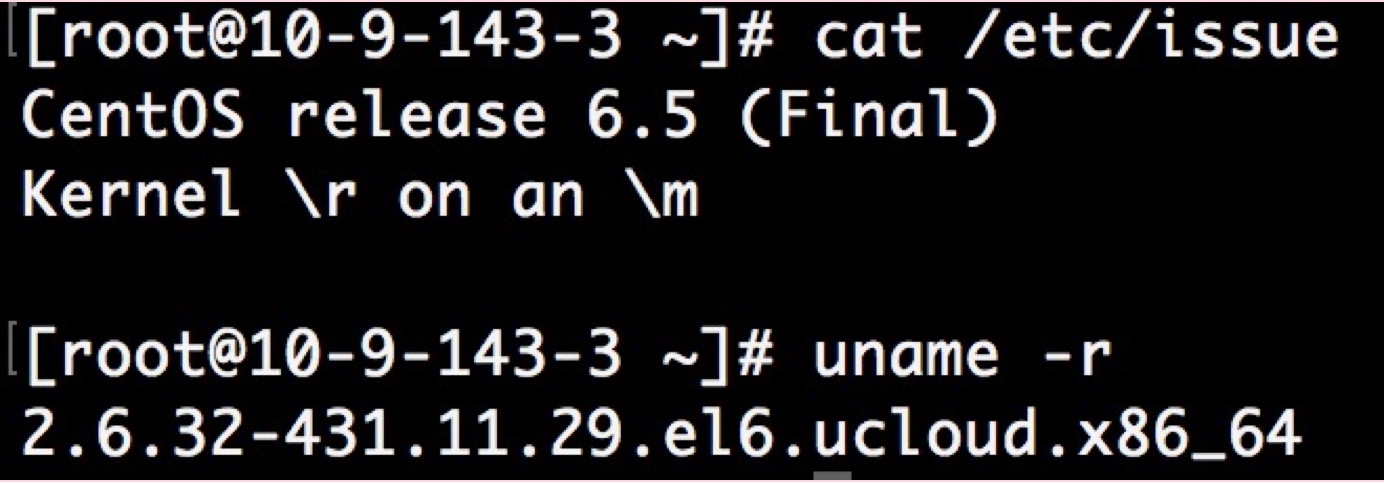 [root@10-9-143-3 ~]# cat /etc/issue
CentOS release 6.5 (Final)
Kernel \r on an \m
[root@10-9-143-3 ~]# uname -r
2.6.32-431.11.29.el6.ucloud.x86_64